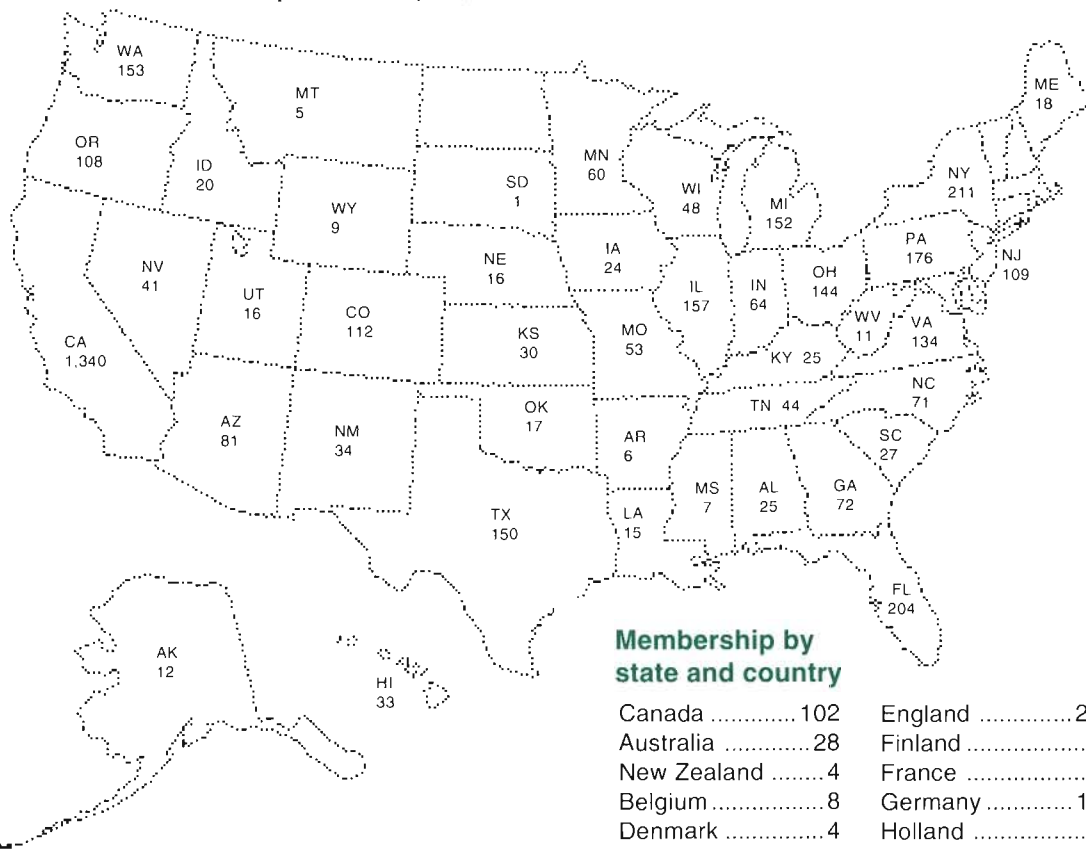 WA
153
MT
5
ME
18
OR
108
ID
20
MN
60
NY
211
SD
1
WI
48
MI
152
WY
9
PA
176
NJ
109
IA
24
NE
16
OH
144
NV
41
UT
16
IL
157
IN
64
CO
112
WV
11
VA
134
CA
1,340
KS
30
MO
53
KY 25
NC
71
TN 44
AZ
81
NM
34
OK
17
AR
6
SC
27
MS
7
AL
25
GA
72
LA
15
TX
150
FL
204
AK
12
HI
33
Membership by
state and country
Canada .............102 England .............2
Australia ............28 Finland ................
New Zealand ........4 France ................
Belgium ..............8 Germany ............1
Denmark .............4 Holland ...............